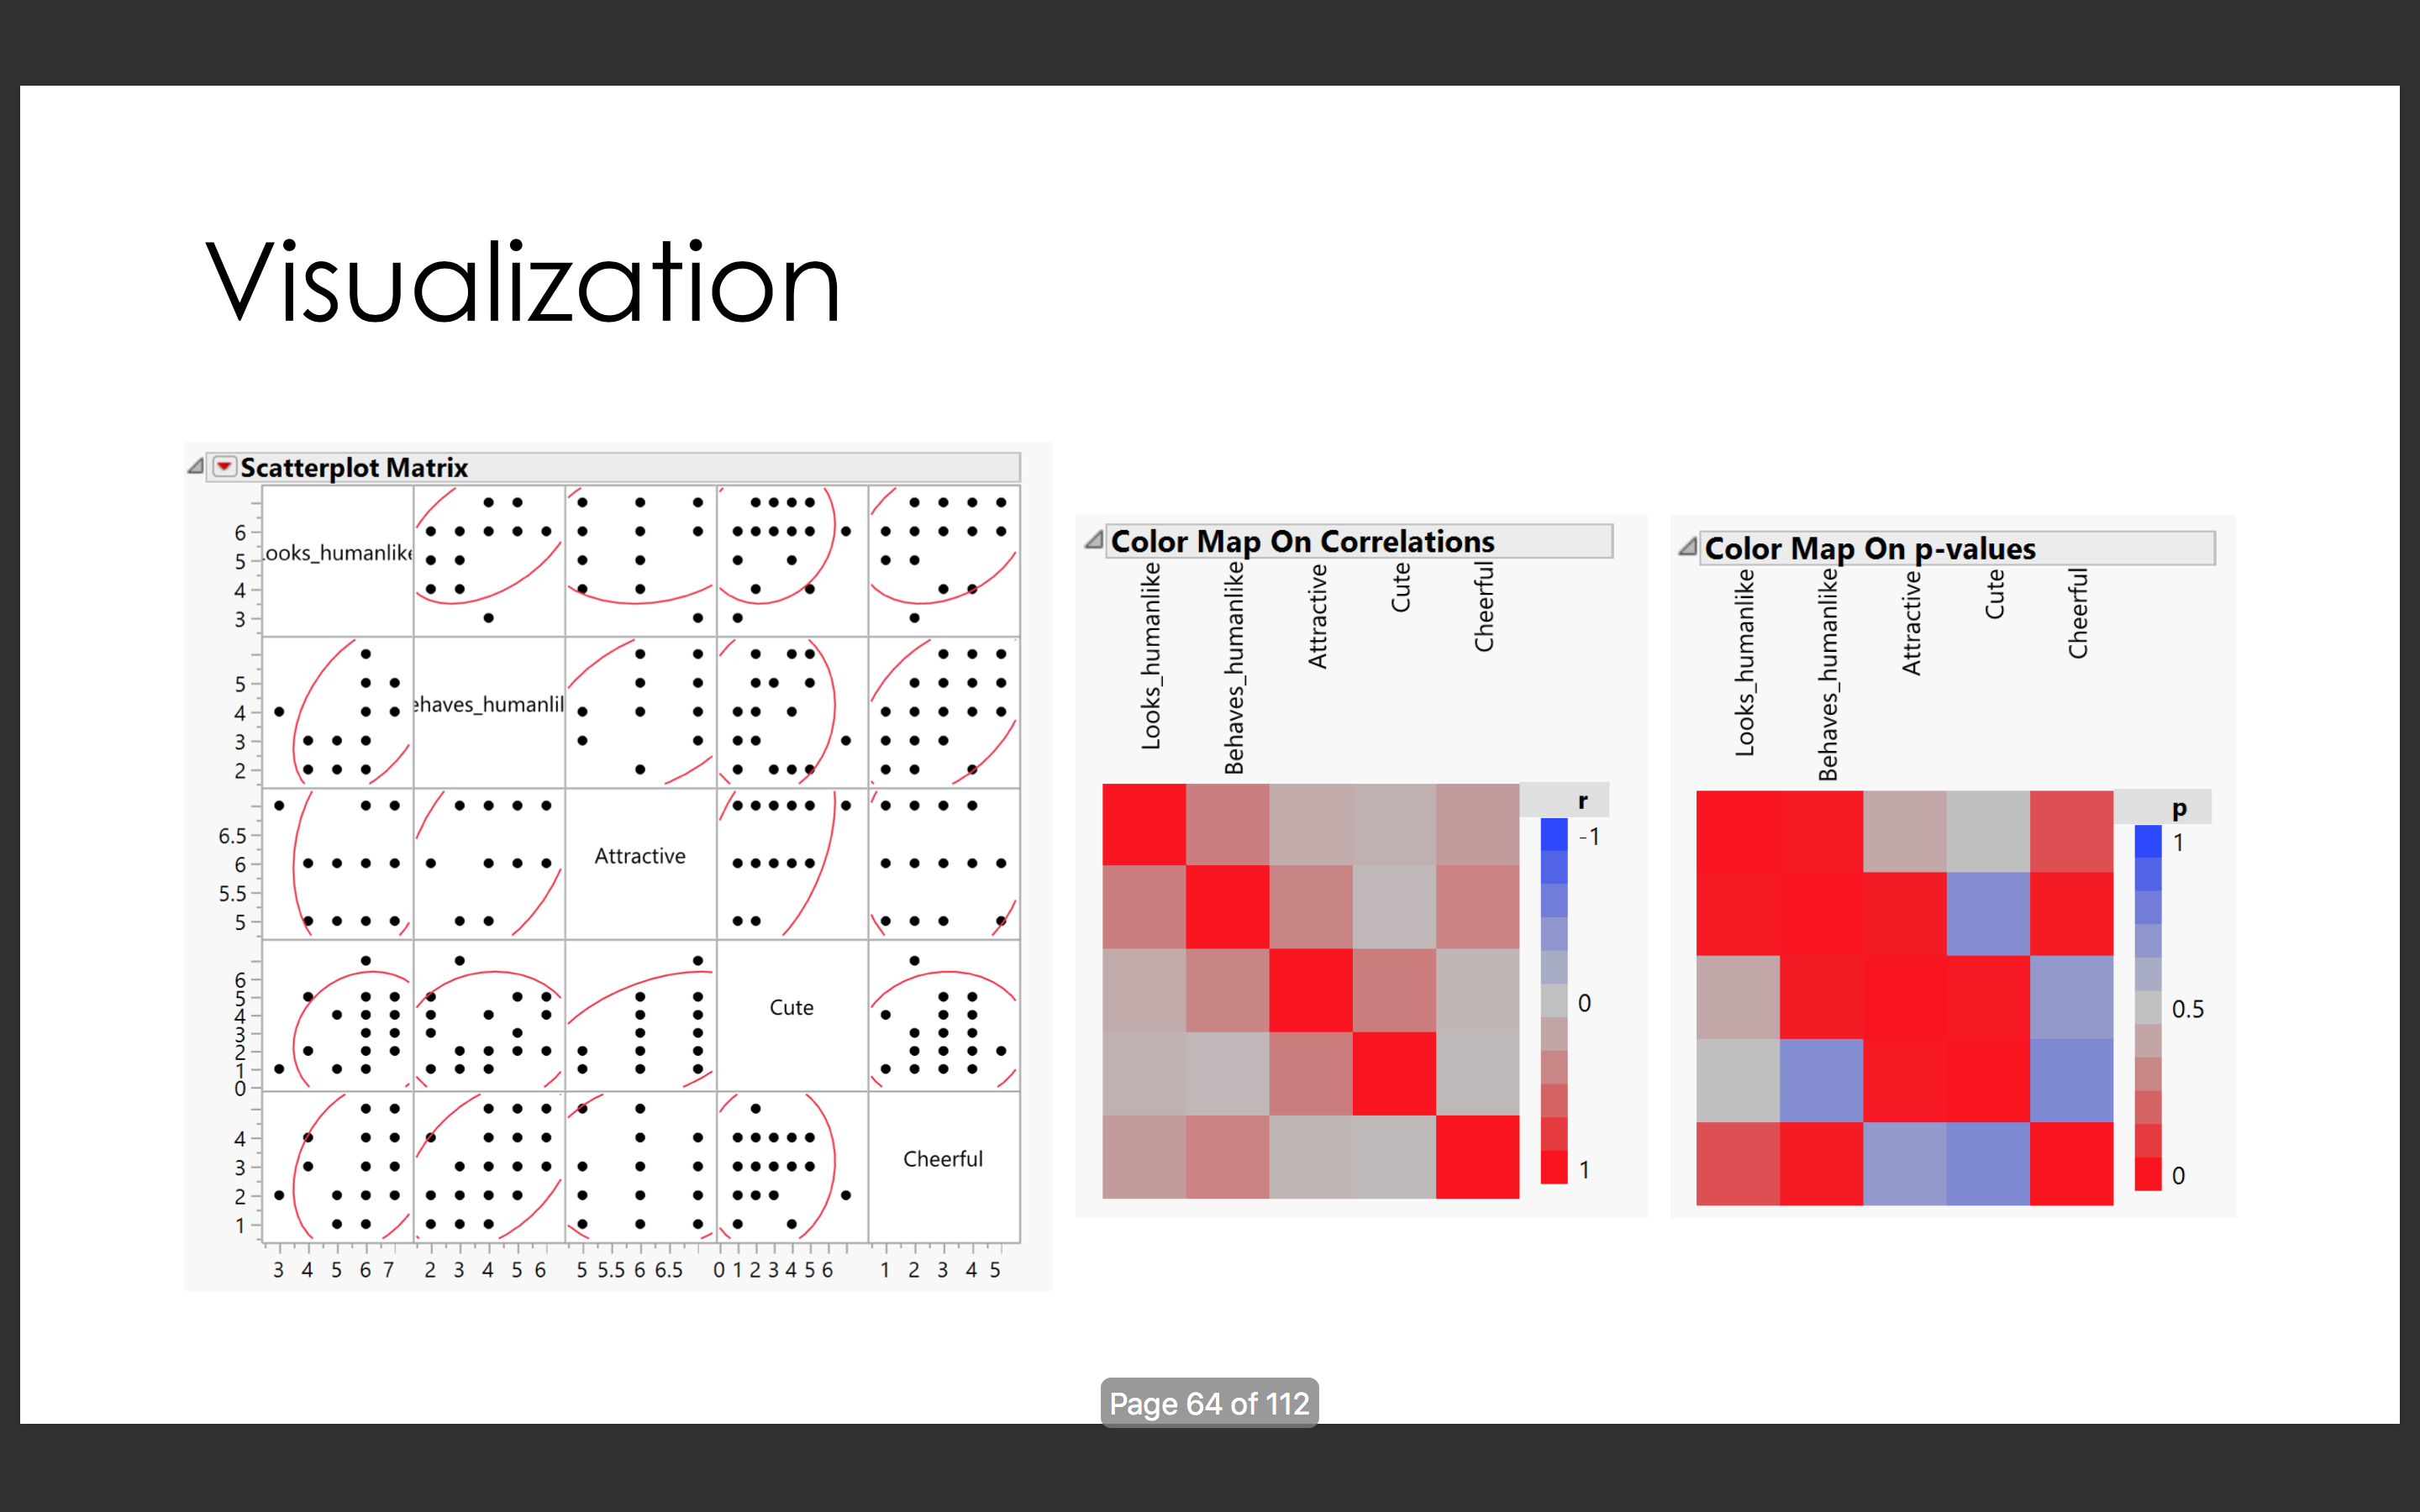 Visualization
Scatterplot Matrix
6
5
4
3
ooks_humanlike
5
4
3
2
ehaves_humanlil
6.5
6
5.5
5
Attractive
6
5
4
3
2
1
0
Cute
4
3
2
1
Cheerful
3 4 5 6 7 2 3 4 5 6 5 5.5 6 6.5 0 1 2 3 4 5 6 1 2 3 4 5
Color Map On Correlations
Looks_humanlike
Behaves_humanlike
Attractive
Cute
Cheerful
r
-1
0
1
Color Map On p-values
Looks_humanlike
Behaves_humanlike
Attractive
Cute
Cheerful
p
1
0.5
0
Page 64 of 112